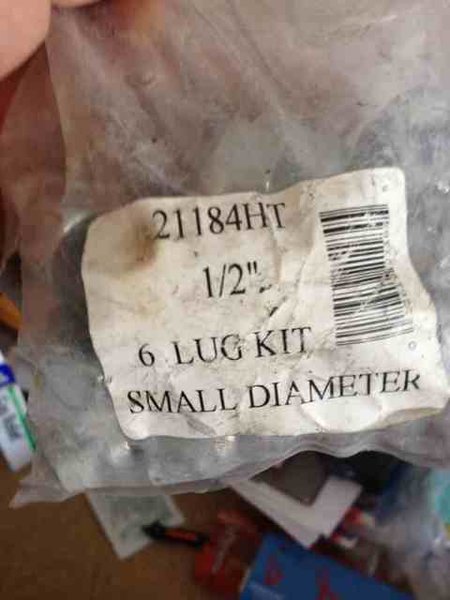 21184HT
1/2"
6 LUG KIT
SMALL DIAMETER